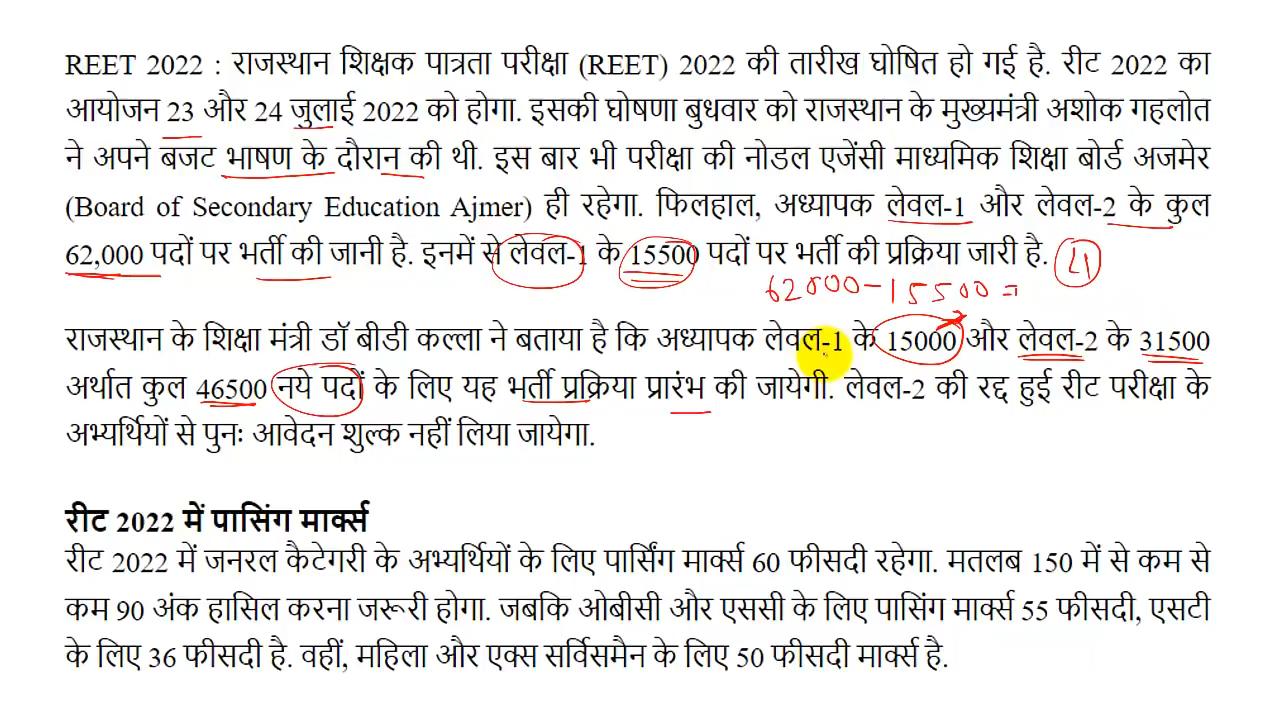 REET 2022 : राजस्थान शिक्षक पात्रता परीक्षा (REET) 2022 की तारीख घोषित हो गई है. रीट 2022 का
आयोजन 23 और 24 जुलाई 2022 को होगा. इसकी घोषणा बुधवार को राजस्थान के मुख्यमंत्री अशोक गहलोत
ने अपने बजट भाषण के दौरान की थी. इस बार भी परीक्षा की नोडल एजेंसी माध्यमिक शिक्षा बोर्ड अजमेर
(Board of Secondary Education Ajmer) ही रहेगा. फिलहाल, अध्यापक लेवल-1 और लेवल-2 के कुल
62,000 पदों पर भर्ती की जानी है. इनमें से लेवल-1 के 15500 पदों पर भर्ती की प्रक्रिया जारी है. L1
62000-15500=
राजस्थान के शिक्षा मंत्री डॉ बीडी कल्ला ने बताया है कि अध्यापक लेवल-1 के 15000 और लेवल-2 के 31500
अर्थात कुल 46500 नये पदों के लिए यह भर्ती प्रक्रिया प्रारंभ की जायेगी. लेवल-2 की रद्द हुई रीट परीक्षा के
अभ्यर्थियों से पुनः आवेदन शुल्क नहीं लिया जायेगा.
रीट 2022 में पासिंग मार्क्स
रीट 2022 में जनरल कैटेगरी के अभ्यर्थियों के लिए पार्सिंग मार्क्स 60 फीसदी रहेगा. मतलब 150 में से कम से
कम 90 अंक हासिल करना जरूरी होगा. जबकि ओबीसी और एससी के लिए पासिंग मार्क्स 55 फीसदी, एसटी
के लिए 36 फीसदी है. वहीं, महिला और एक्स सर्विसमैन के लिए 50 फीसदी मार्क्स है.